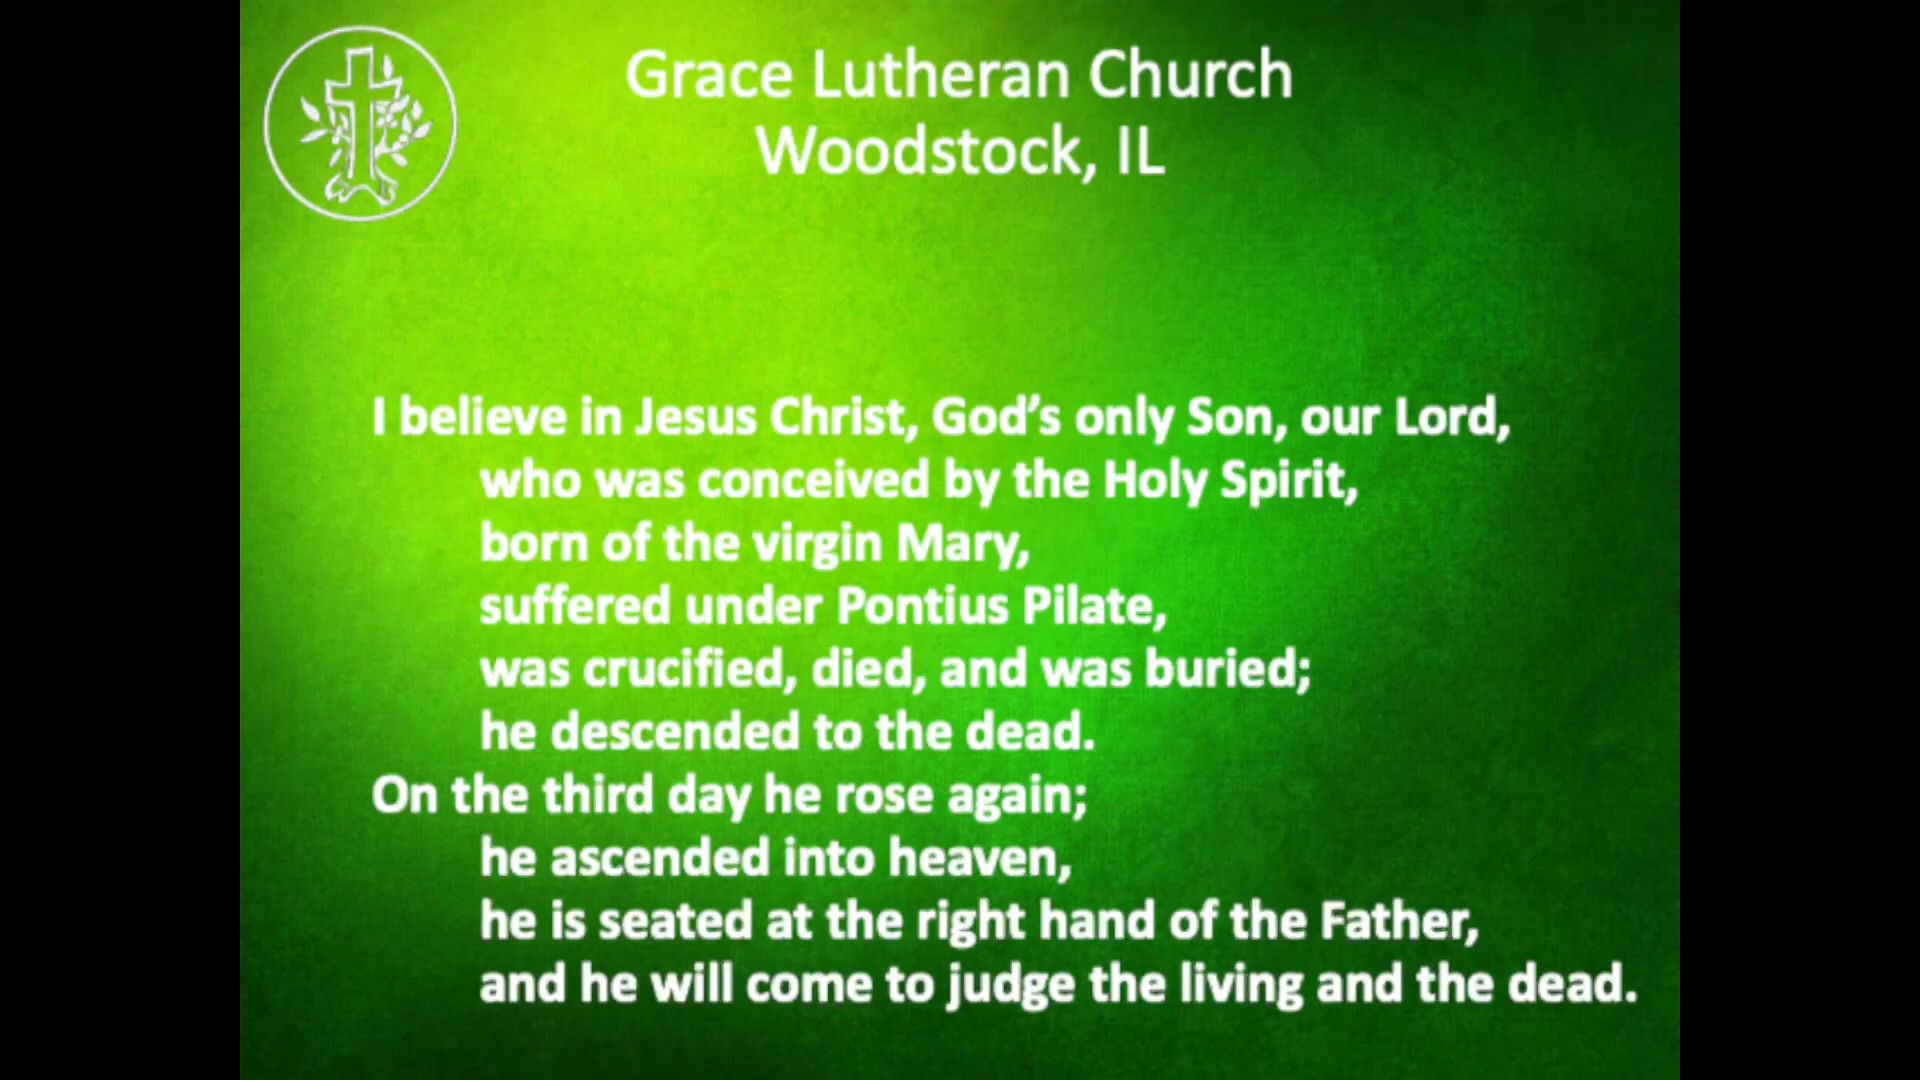 Grace Lutheran Church
Woodstock, IL
I believe in Jesus Christ, God’s only Son, our Lord,
who was conceived by the Holy Spirit,
born of the virgin Mary,
suffered under Pontius Pilate,
was crucified, died, and was buried;
he descended to the dead.
On the third day he rose again;
he ascended into heaven,
he is seated at the right hand of the Father,
and he will come to judge the living and the dead.